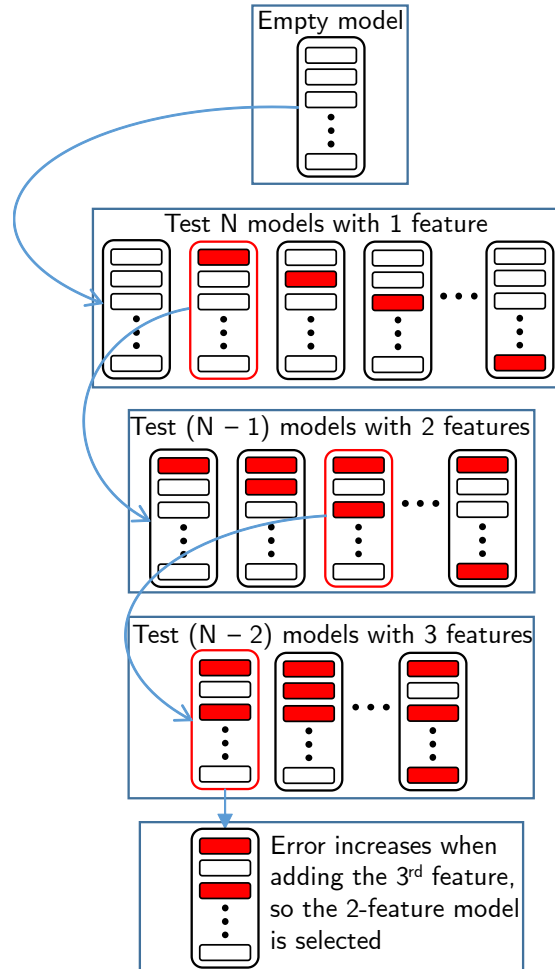 Empty model
Test N models with 1 feature
Test (N – 1) models with 2 features
Test (N – 2) models with 3 features
Error increases when
adding the 3rd feature,
so the 2-feature model
is selected